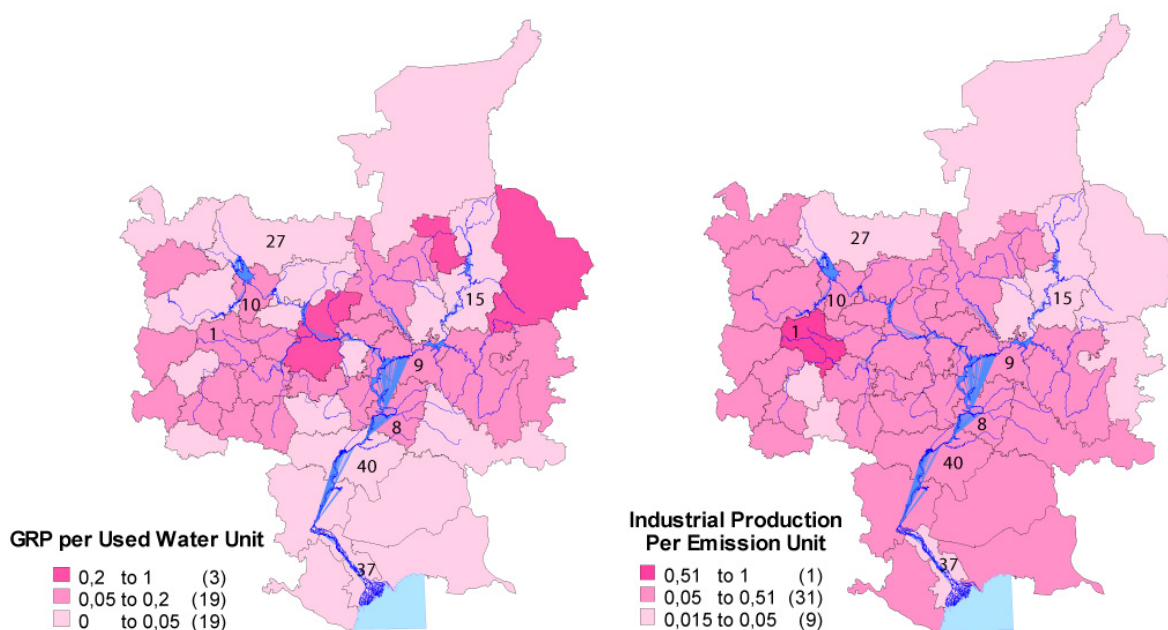 27
10
1
15
9
8
40
37
GRP per Used Water Unit
0,2 to 1 (3)
0,05 to 0,2 (19)
0 to 0,05 (19)
27
10
1
15
9
8
40
37
Industrial Production
Per Emission Unit
0,51 to 1 (1)
0,05 to 0,51 (31)
0,015 to 0,05 (9)